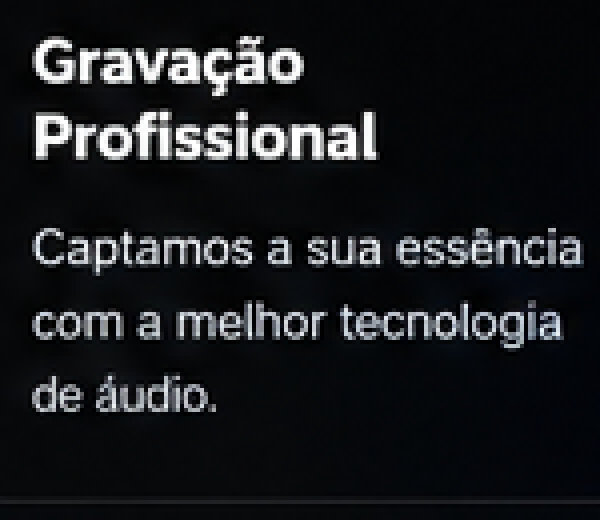 Gravação
Profissional
Captamos a sua essência
com a melhor tecnologia
de áudio.